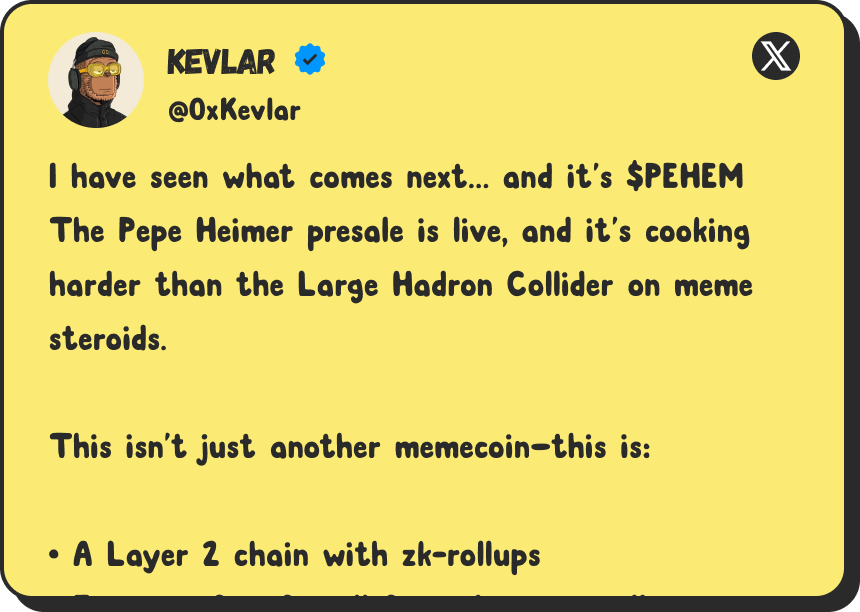 KEVLAR
@0xKevlar
I have seen what comes next... and it's $PEHEM
The Pepe Heimer presale is live, and it's cooking
harder than the Large Hadron Collider on meme
steroids.
This isn't just another memecoin—this is:
• A Layer 2 chain with zk-rollups